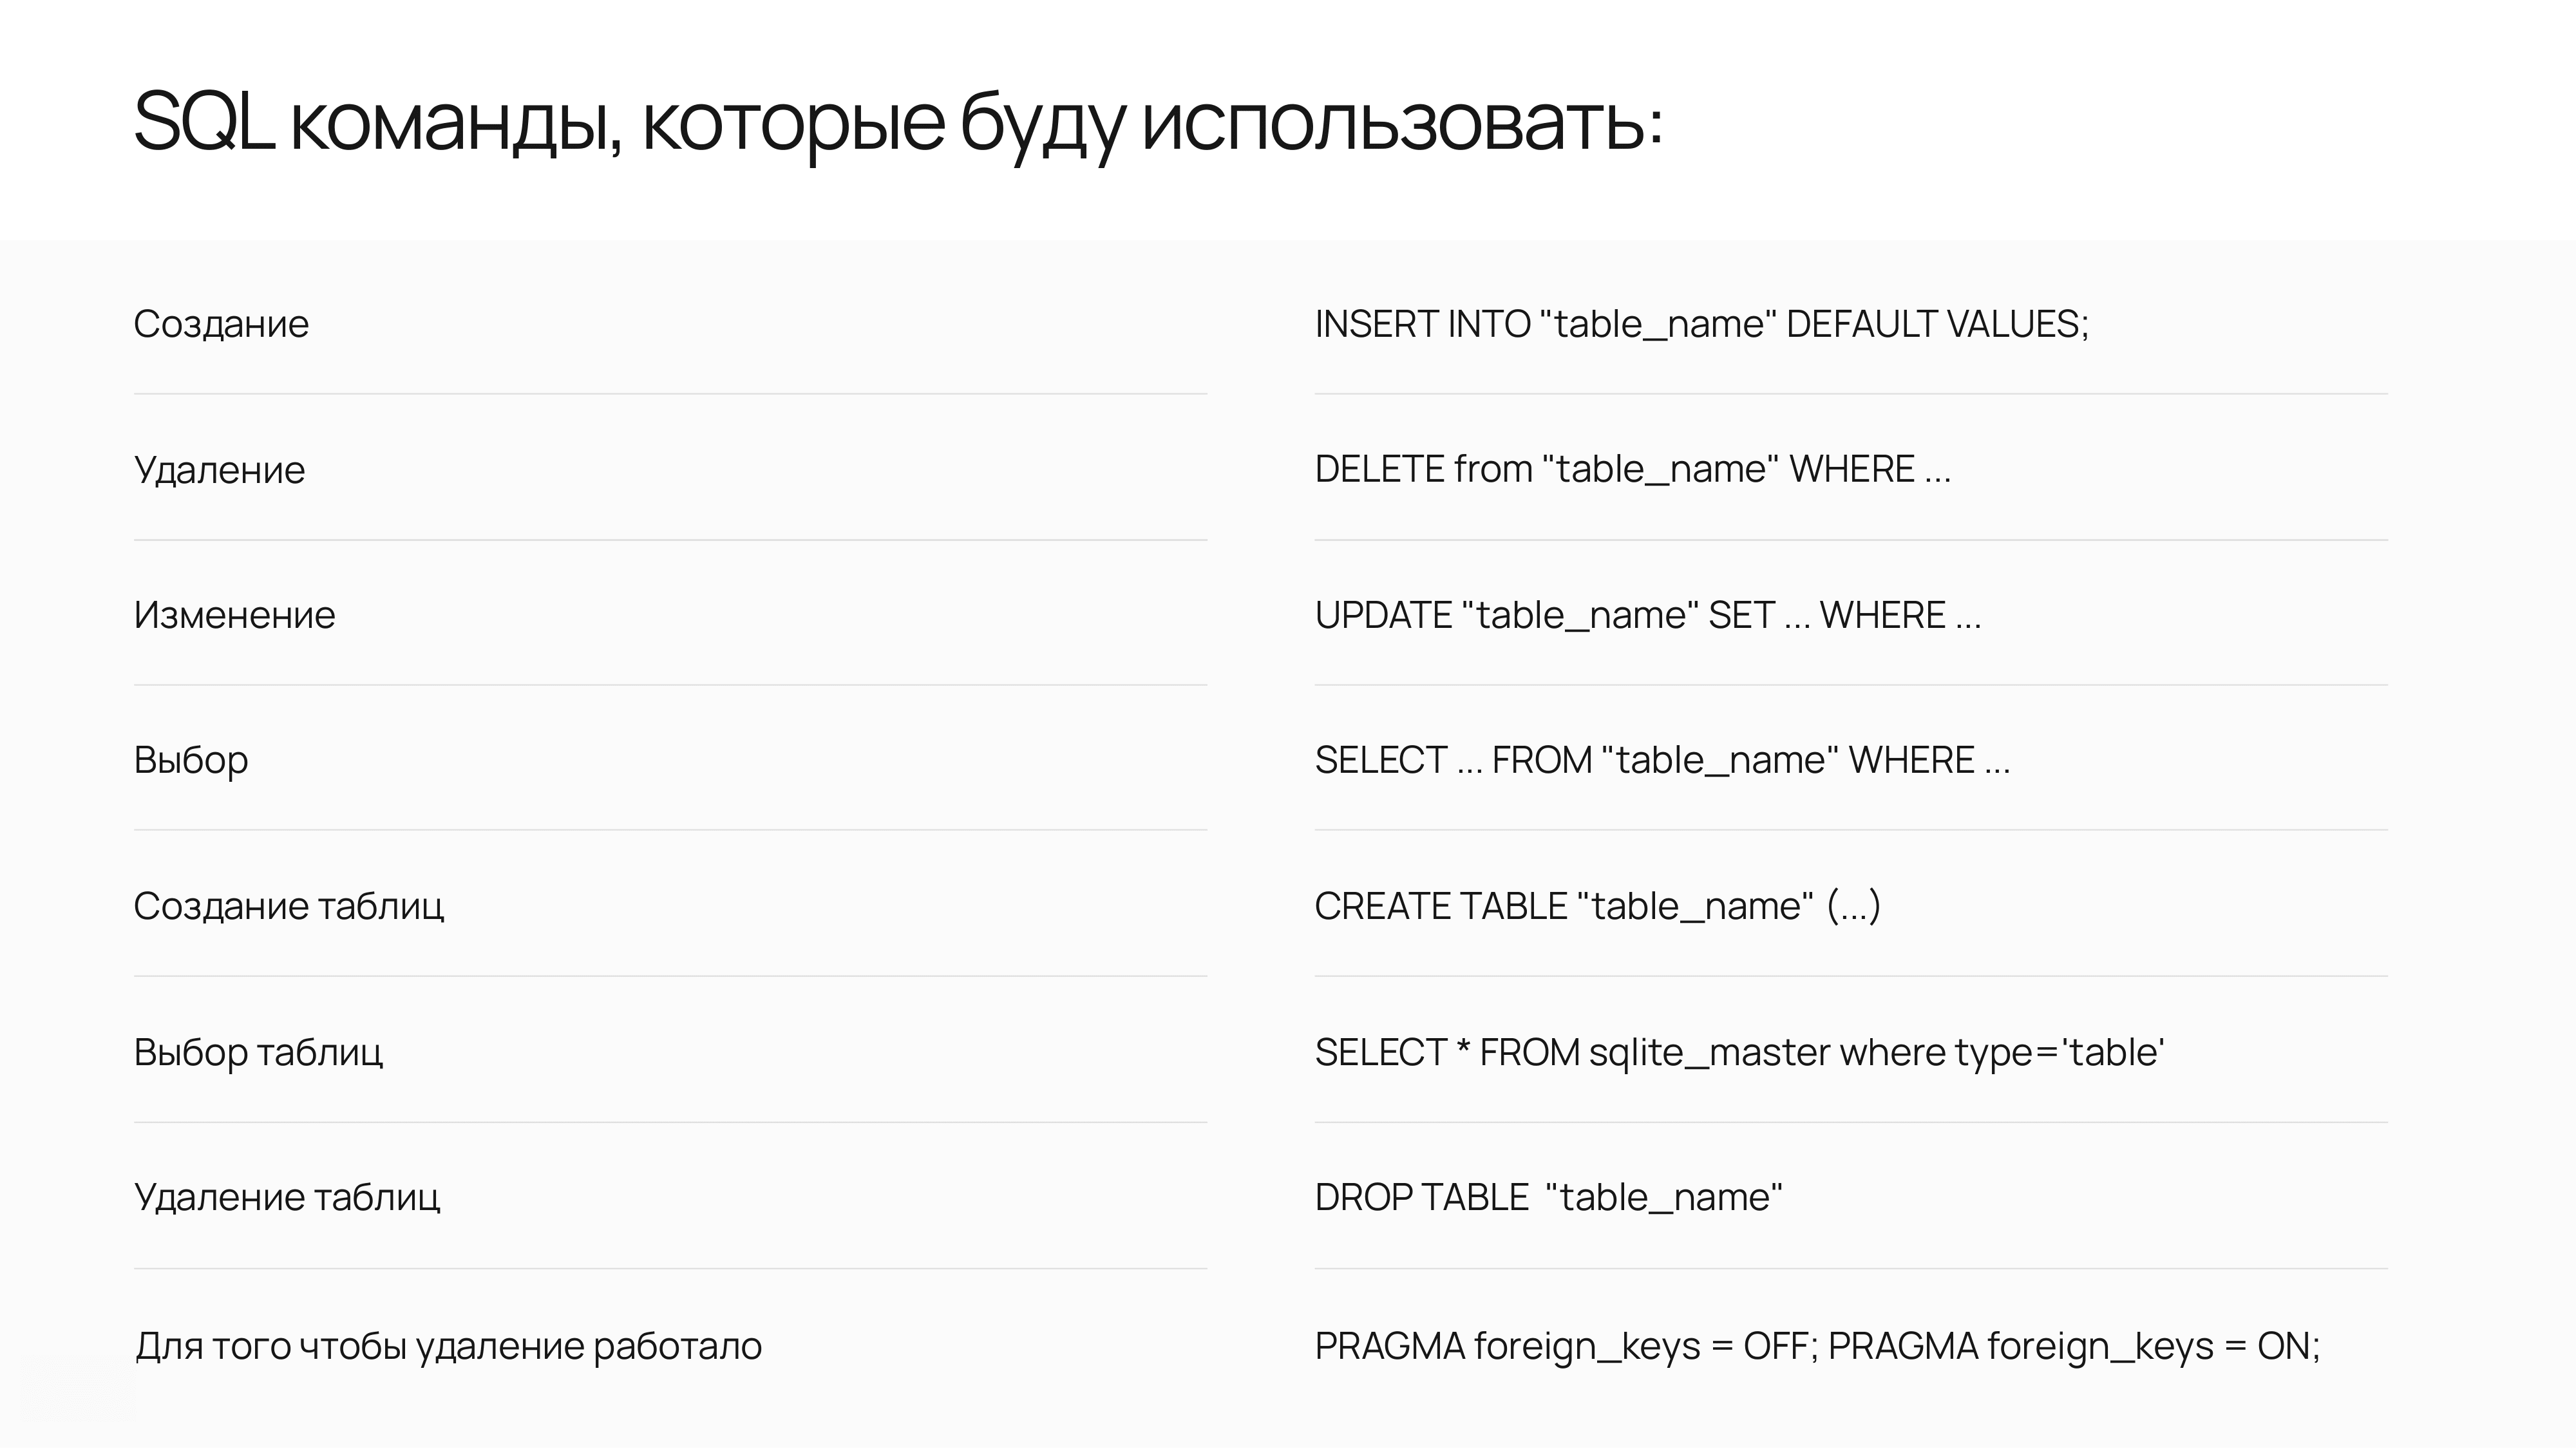 SQL команды, которые буду использовать:
Создание
INSERT INTO "table_name" DEFAULT VALUES;
Удаление
DELETE from "table_name" WHERE ...
Изменение
UPDATE "table_name" SET ... WHERE ...
Выбор
SELECT ... FROM "table_name" WHERE ...
Создание таблиц
CREATE TABLE "table_name" (...)
Выбор таблиц
SELECT * FROM sqlite_master where type='table'
Удаление таблиц
DROP TABLE  "table_name"
Для того чтобы удаление работало
PRAGMA foreign_keys = OFF; PRAGMA foreign_keys = ON;